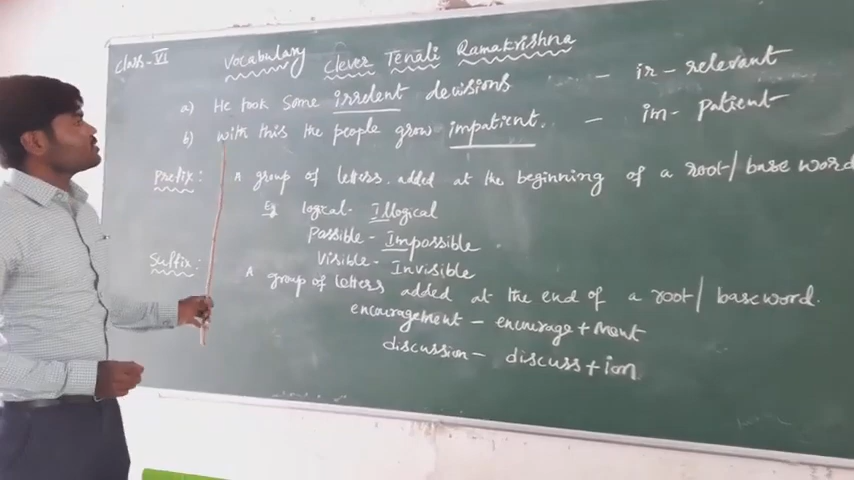 Class-VI Vocabulary Clever Tenali Ramakrishna
a) He took some irrelent decisions - ir-relevant
b) with this the people grow impatient. - im-patient
Prefix: A group of letters added at the beginning of a root/base word
Eg logical- Illogical
Possible - Impossible
Visible - Invisible
Suffix: A group of letters added at the end of a root/baseword.
encouragement - encourage+ment
discussion - discuss+ion